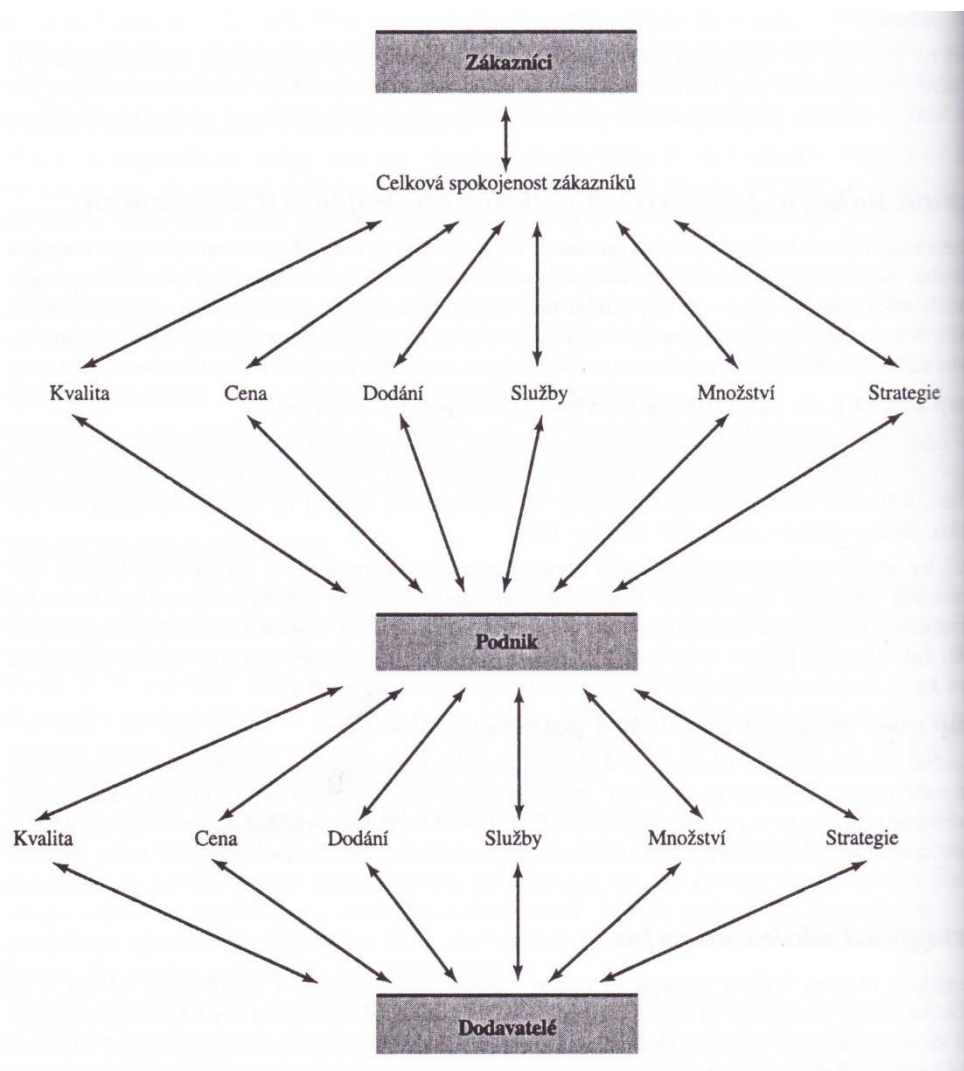 Zákazníci
Celková spokojenost zákazníků
Kvalita Cena Dodání Služby Množství Strategie
Podnik
Kvalita Cena Dodání Služby Množství Strategie
Dodavatelé